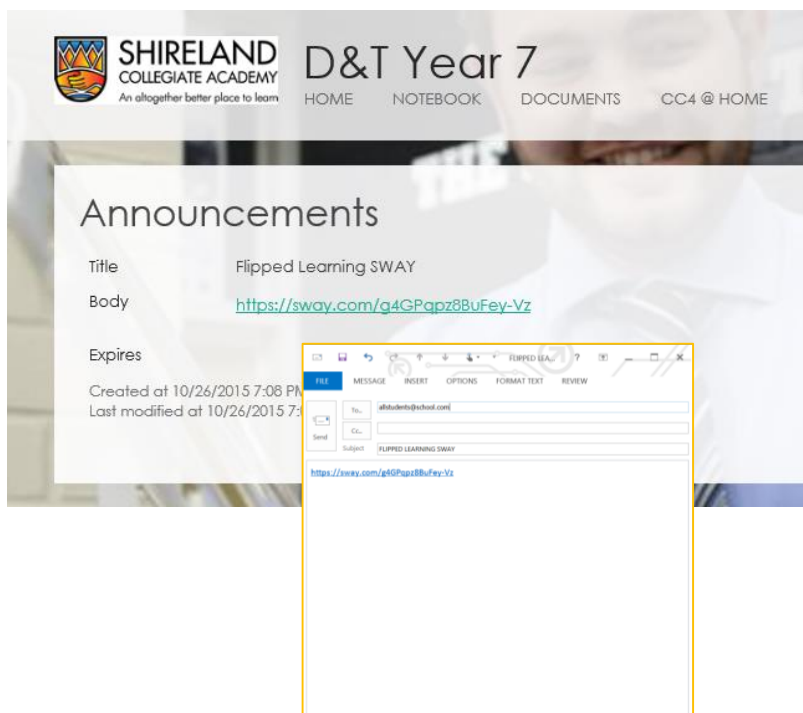 SHIRELAND
COLLEGIATE ACADEMY
An altogether better place to learn
D&T Year 7
HOME NOTEBOOK DOCUMENTS CC4 @ HOME
THE
Announcements
Title Flipped Learning SWAY
Body https://sway.com/g4GPqpz8BuFey-Vz
Expires
Created at 10/26/2015 7:08 PM
Last modified at 10/26/2015 7:
FLIPPED LEA...
FILE MESSAGE INSERT OPTIONS FORMAT TEXT REVIEW
To... allstudents@school.com
Cc...
Send
Subject FLIPPED LEARNING SWAY
https://sway.com/g4GPqpz8BuFey-Vz